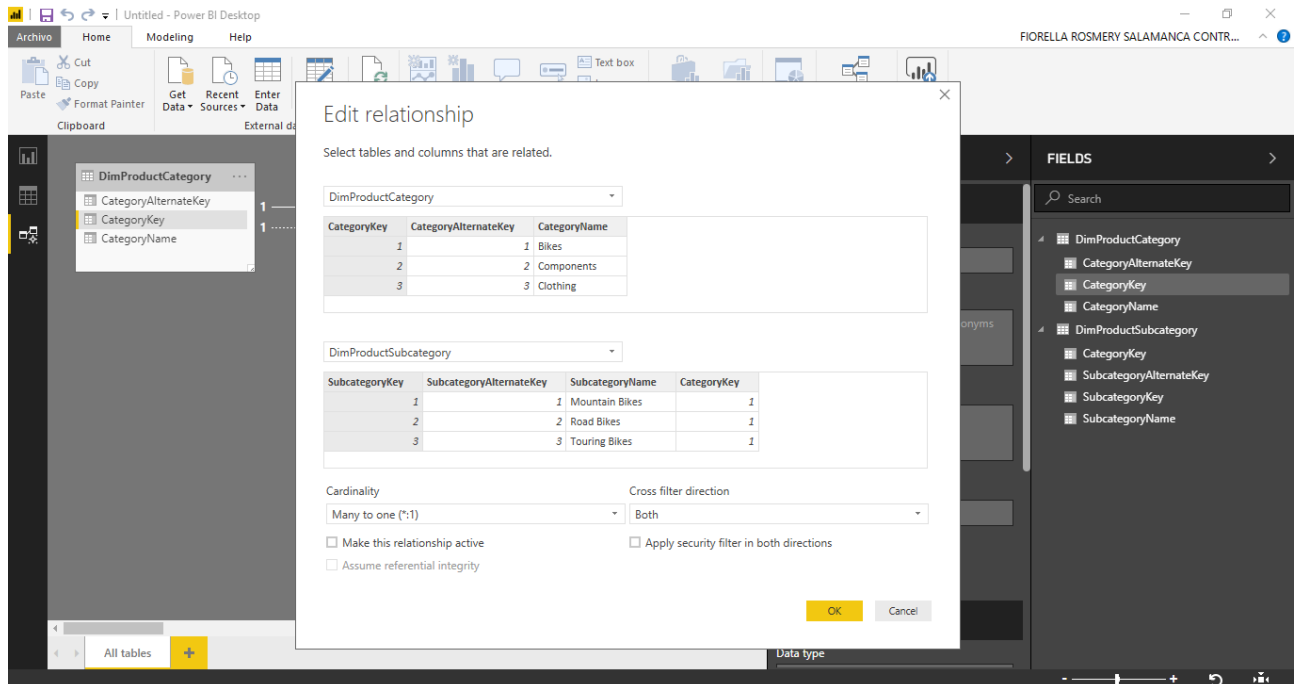 Untitled - Power BI Desktop
Archivo Home Modeling Help FIORELLA ROSMERY SALAMANCA CONTR... ?
Cut
Copy
Format Painter
Paste
Get Data
Recent Sources
Enter Data
Text box
Clipboard
External da
Edit relationship
Select tables and columns that are related.
DimProductCategory
CategoryKey CategoryAlternateKey CategoryName
1 1 Bikes
2 2 Components
3 3 Clothing
DimProductSubcategory
SubcategoryKey SubcategoryAlternateKey SubcategoryName CategoryKey
1 1 Mountain Bikes 1
2 2 Road Bikes 1
3 3 Touring Bikes 1
Cardinality Cross filter direction
Many to one (*:1) Both
Make this relationship active Apply security filter in both directions
Assume referential integrity
OK Cancel
DimProductCategory ...
CategoryAlternateKey
CategoryKey
CategoryName
1
1
onyms
Data type
FIELDS
Search
DimProductCategory
CategoryAlternateKey
CategoryKey
CategoryName
DimProductSubcategory
CategoryKey
SubcategoryAlternateKey
SubcategoryKey
SubcategoryName
All tables +
- +